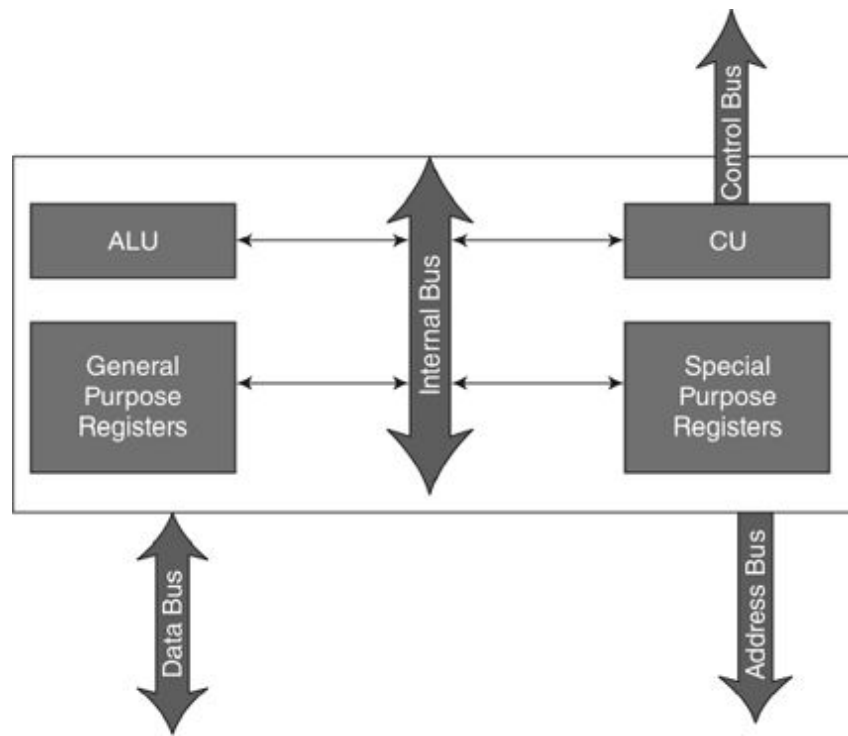 Control Bus
ALU
CU
Internal Bus
General
Purpose
Registers
Special
Purpose
Registers
Data Bus
Address Bus